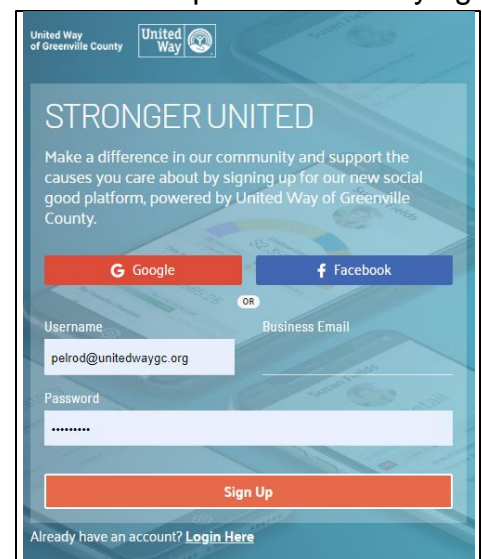 United Way
of Greenville County
United
Way
STRONGER UNITED
Make a difference in our community and support the
causes you care about by signing up for our new social
good platform, powered by United Way of Greenville
County.
G Google
f Facebook
OR
Username
Business Email
pelrod@unitedwaygc.org
Password
•••••••••
Sign Up
Already have an account? Login Here